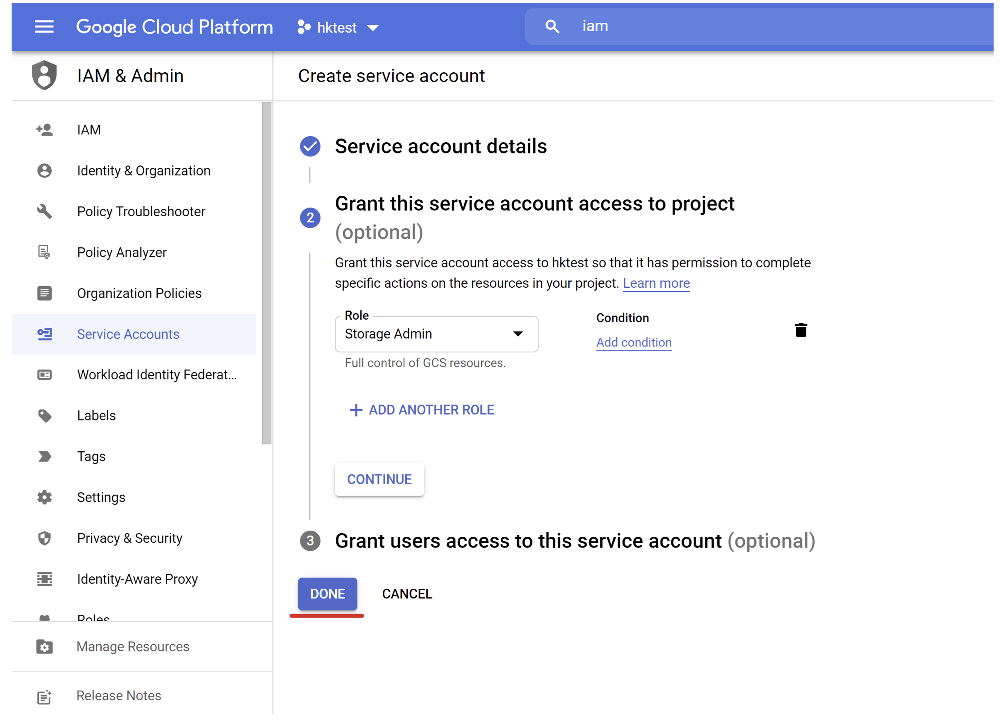 Google Cloud Platform
hktest
iam
IAM & Admin
Create service account
IAM
Identity & Organization
Policy Troubleshooter
Policy Analyzer
Organization Policies
Service Accounts
Workload Identity Federat...
Labels
Tags
Settings
Privacy & Security
Identity-Aware Proxy
Roles
Manage Resources
Release Notes
Service account details
2
Grant this service account access to project
(optional)
Grant this service account access to hktest so that it has permission to complete
specific actions on the resources in your project. Learn more
Role
Storage Admin
Full control of GCS resources.
Condition
Add condition
+ ADD ANOTHER ROLE
CONTINUE
3
Grant users access to this service account (optional)
DONE
CANCEL